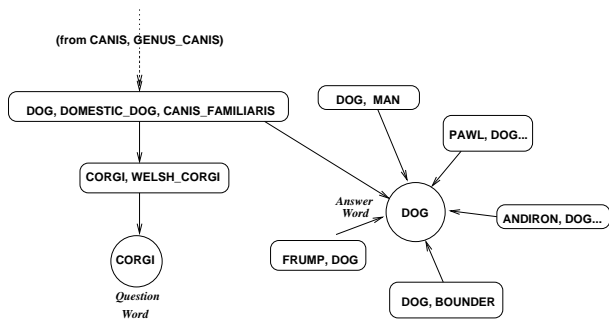 (from CANIS, GENUS_CANIS)
DOG, DOMESTIC_DOG, CANIS_FAMILIARIS
DOG, MAN
PAWL, DOG...
CORGI, WELSH_CORGI
Answer
Word
DOG
ANDIRON, DOG...
CORGI
FRUMP, DOG
Question
Word
DOG, BOUNDER